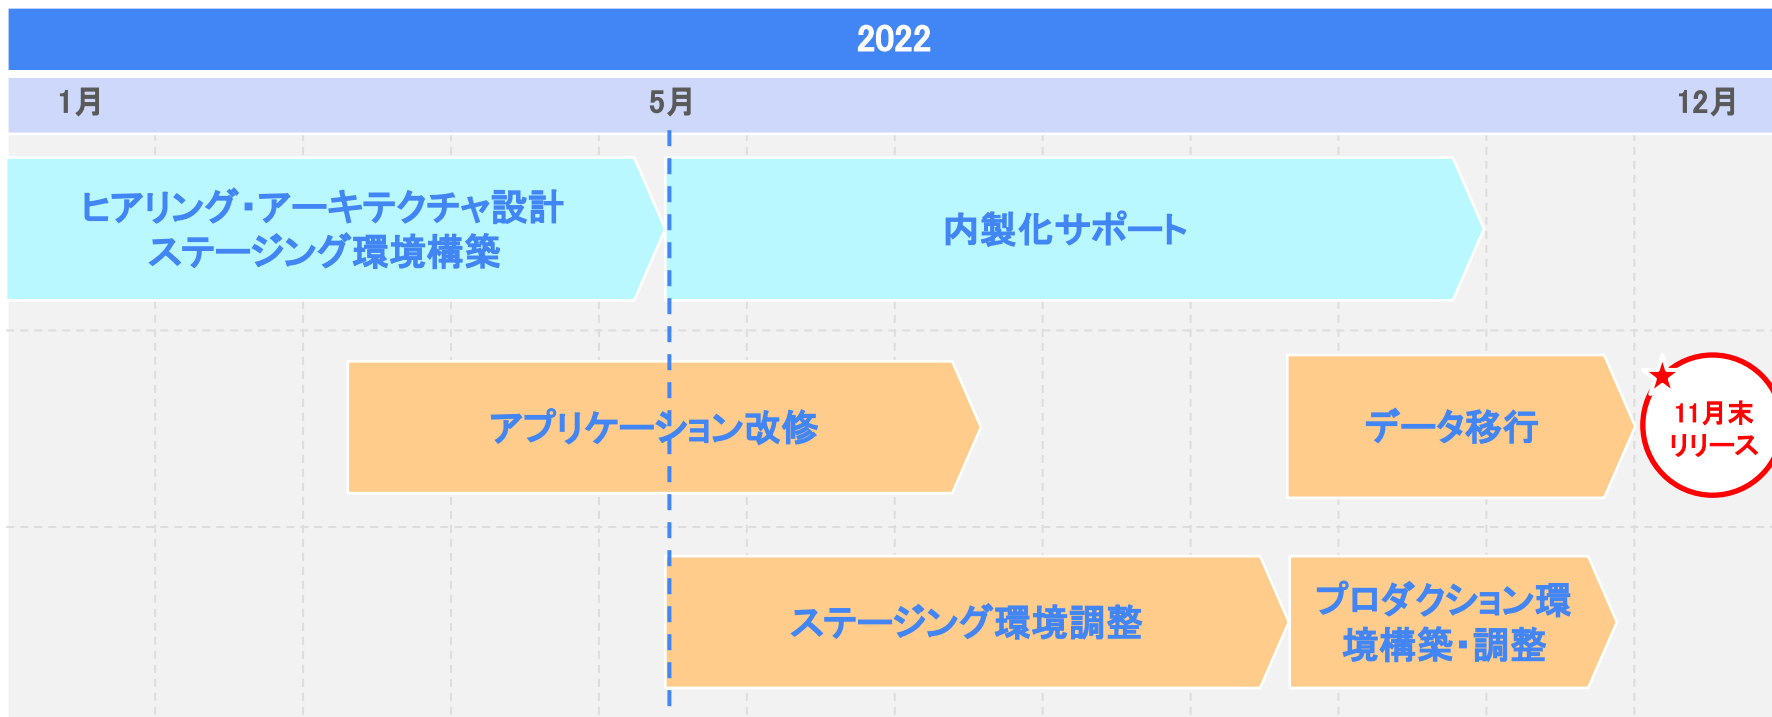 2022
1月
5月
12月
ヒアリング・アーキテクチャ設計
ステージング環境構築
内製化サポート
アプリケーション改修
データ移行
11月末
リリース
ステージング環境調整
プロダクション環
境構築・調整